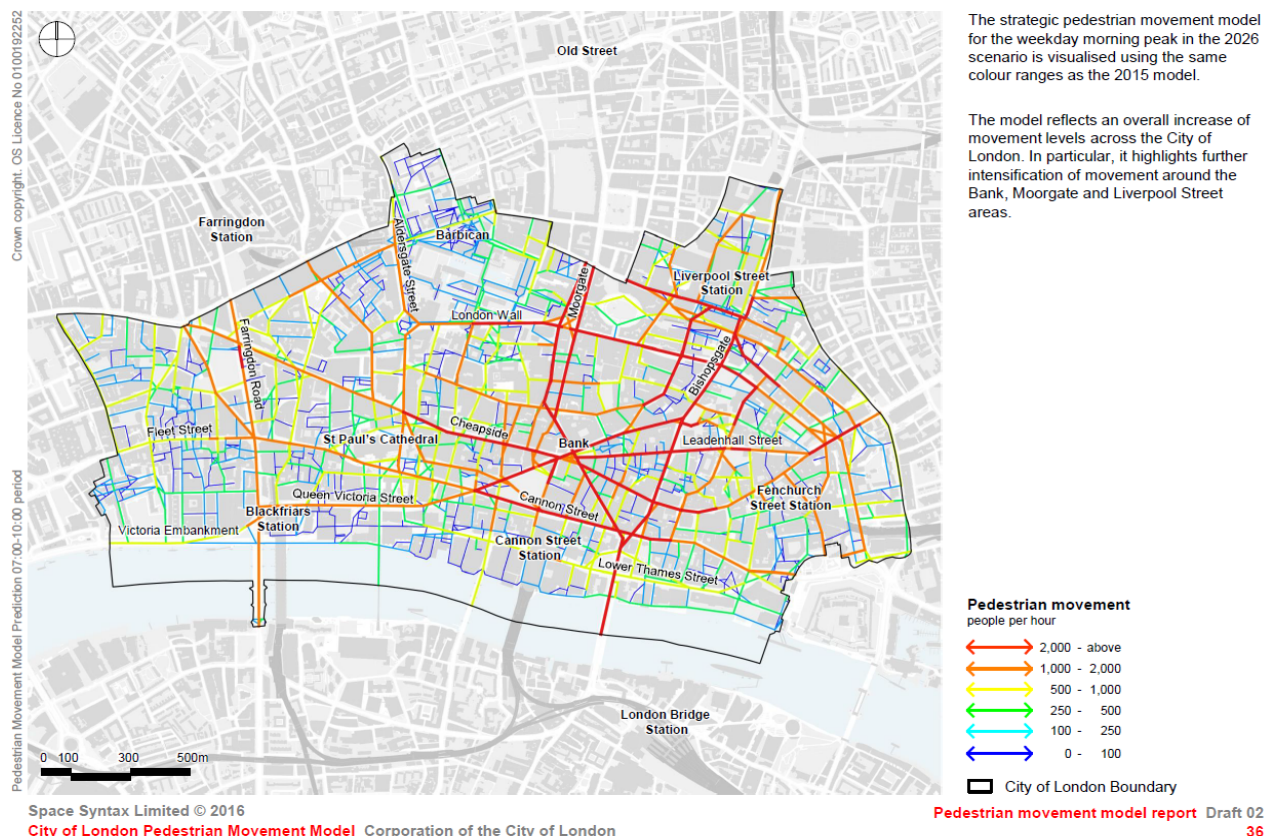 The strategic pedestrian movement model
for the weekday morning peak in the 2026
scenario is visualised using the same
colour ranges as the 2015 model.
The model reflects an overall increase of
movement levels across the City of
London. In particular, it highlights further
intensification of movement around the
Bank, Moorgate and Liverpool Street
areas.
Crown copyright. OS Licence No 0100192252
Pedestrian Movement Model Prediction 07:00-10:00 period
Old Street
Farringdon
Station
Barbican
Aldersgate Street
Moorgate
Liverpool Street
Station
London Wall
Farringdon Road
Bishopsgate
Fleet Street
St Paul's Cathedral
Cheapside
Bank
Leadenhall Street
Queen Victoria Street
Cannon Street
Fenchurch
Street Station
Blackfriars
Station
Victoria Embankment
Cannon Street
Station
Lower Thames Street
London Bridge
Station
0 100 300 500m
Pedestrian movement
people per hour
2,000 - above
1,000 - 2,000
500 - 1,000
250 - 500
100 - 250
0 - 100
City of London Boundary
Space Syntax Limited © 2016
City of London Pedestrian Movement Model Corporation of the City of London
Pedestrian movement model report Draft 02
36